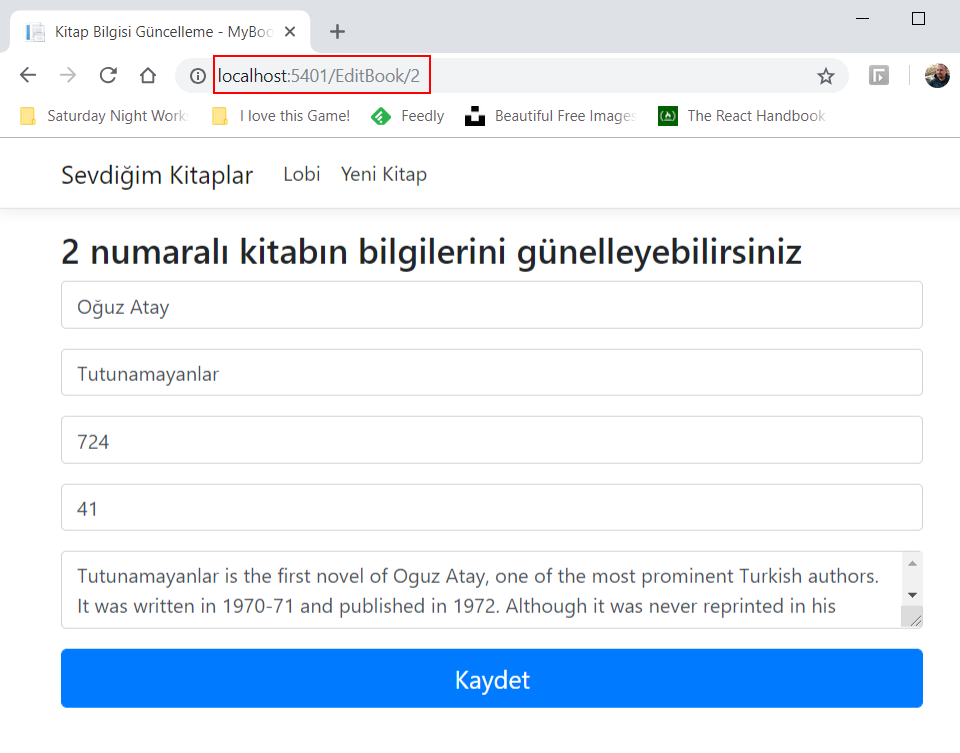 Kitap Bilgisi Güncelleme - MyBoo
localhost:5401/EditBook/2
Saturday Night Work
I love this Game!
Feedly
Beautiful Free Images
The React Handbook
Sevdiğim Kitaplar
Lobi
Yeni Kitap
2 numaralı kitabın bilgilerini günelleyebilirsiniz
Oğuz Atay
Tutunamayanlar
724
41
Tutunamayanlar is the first novel of Oguz Atay, one of the most prominent Turkish authors.
It was written in 1970-71 and published in 1972. Although it was never reprinted in his
Kaydet